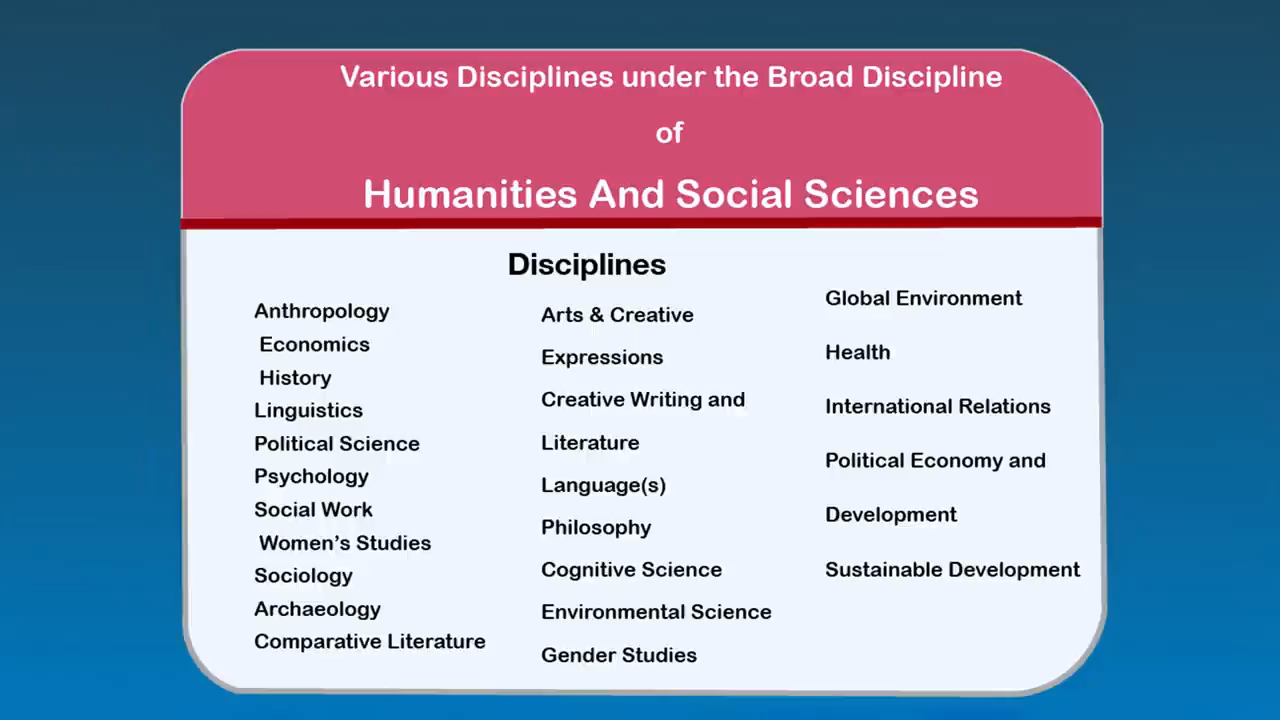 Various Disciplines under the Broad Discipline
of
Humanities And Social Sciences
Disciplines
Anthropology
Economics
History
Linguistics
Political Science
Psychology
Social Work
Women's Studies
Sociology
Archaeology
Comparative Literature
Arts & Creative
Expressions
Creative Writing and
Literature
Language(s)
Philosophy
Cognitive Science
Environmental Science
Gender Studies
Global Environment
Health
International Relations
Political Economy and
Development
Sustainable Development